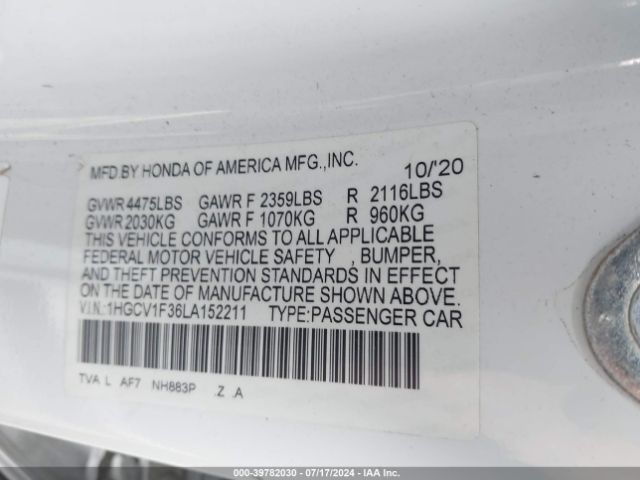 MFD BY HONDA OF AMERICA MFG.,INC. 10/'20
GVWR 4475LBS GAWR F 2359LBS R 2116LBS
GVWR 2030KG GAWR F 1070KG R 960KG
THIS VEHICLE CONFORMS TO ALL APPLICABLE
FEDERAL MOTOR VEHICLE SAFETY , BUMPER,
AND THEFT PREVENTION STANDARDS IN EFFECT
ON THE DATE OF MANUFACTURE SHOWN ABOVE.
V.I.N.:1HGCV1F36LA152211 TYPE:PASSENGER CAR
TVA L AF7 NH883P .Z .A
000-39782030 - 07/17/2024 - IAA Inc.